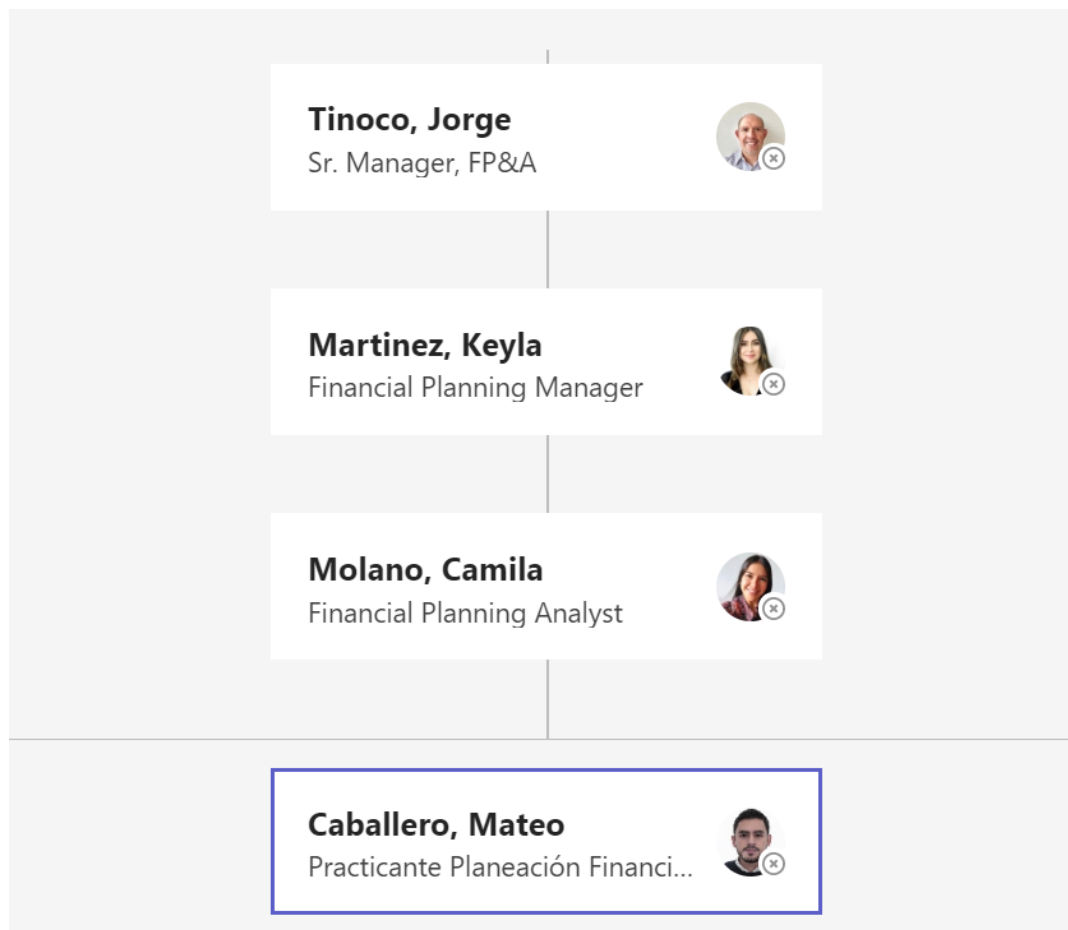 Tinoco, Jorge
Sr. Manager, FP&A
Martinez, Keyla
Financial Planning Manager
Molano, Camila
Financial Planning Analyst
Caballero, Mateo
Practicante Planeación Financi...